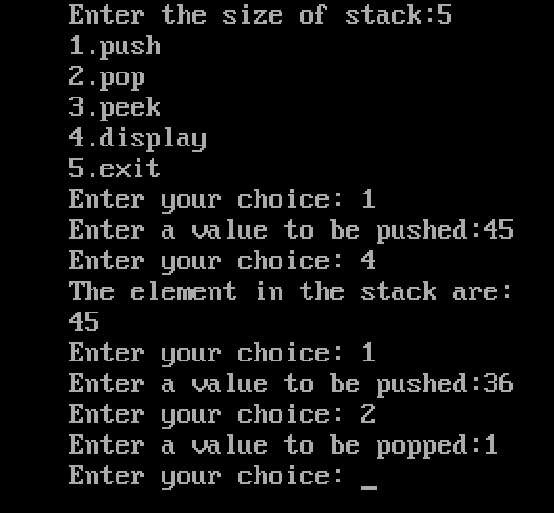 Enter the size of stack:5
1.push
2.pop
3.peek
4.display
5.exit
Enter your choice: 1
Enter a value to be pushed:45
Enter your choice: 4
The element in the stack are:
45
Enter your choice: 1
Enter a value to be pushed:36
Enter your choice: 2
Enter a value to be popped:1
Enter your choice: _